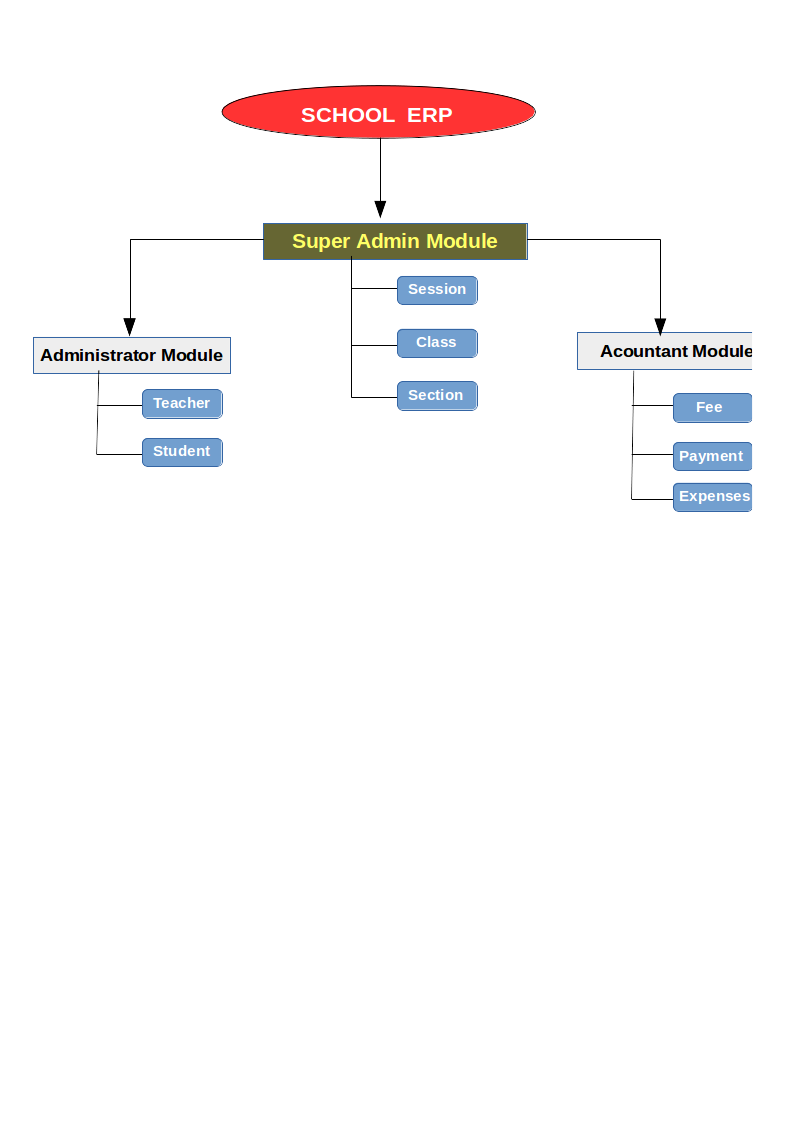 SCHOOL ERP
Super Admin Module
Session
Class
Section
Administrator Module
Teacher
Student
Acountant Module
Fee
Payment
Expenses